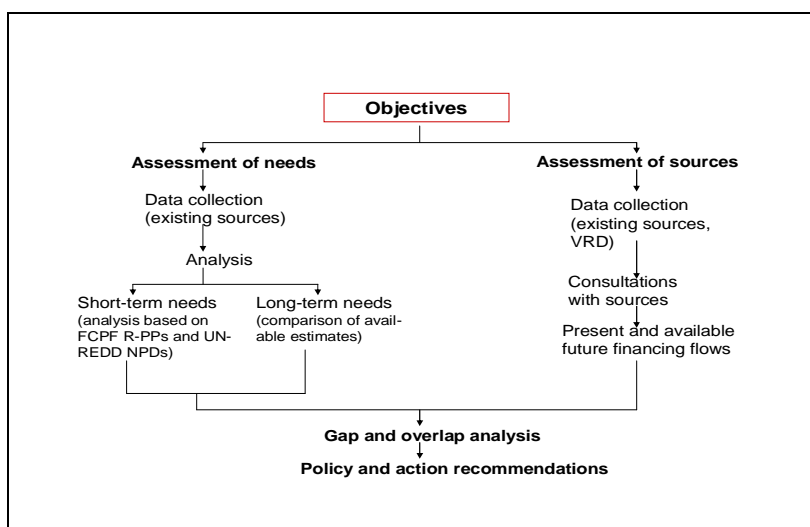 Objectives
Assessment of needs
Data collection
(existing sources)
Analysis
Short-term needs
(analysis based on
FCPF R-PPs and UN-
REDD NPDs)
Long-term needs
(comparison of avail-
able estimates)
Assessment of sources
Data collection
(existing sources,
VRD)
Consultations
with sources
Present and available
future financing flows
Gap and overlap analysis
Policy and action recommendations